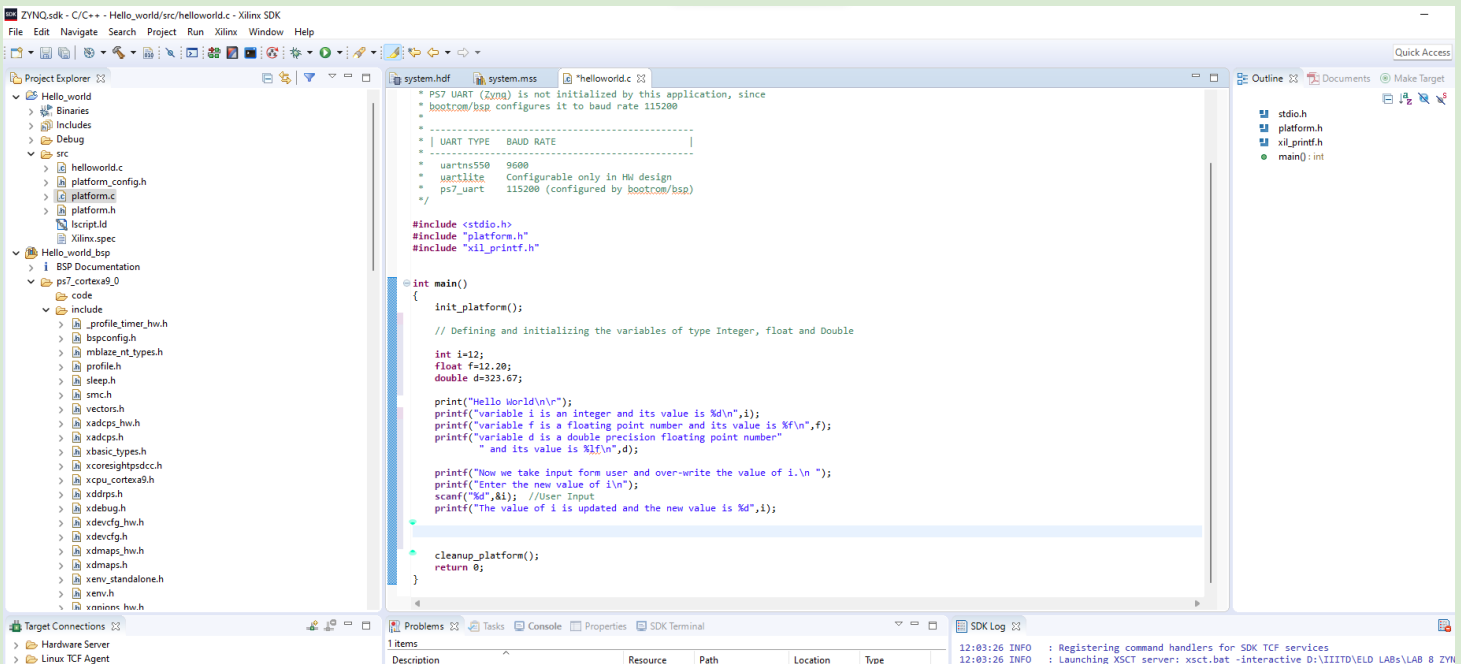 ZYNQ.sdk - C/C++ - Hello_world/src/helloworld.c - Xilinx SDK
File Edit Navigate Search Project Run Xilinx Window Help
Quick Access
Project Explorer
Hello_world
Binaries
Includes
Debug
src
helloworld.c
platform_config.h
platform.c
platform.h
lscript.ld
Xilinx.spec
Hello_world_bsp
BSP Documentation
ps7_cortexa9_0
code
include
_profile_timer_hw.h
bspconfig.h
mblaze_nt_types.h
profile.h
sleep.h
smc.h
vectors.h
xadcps_hw.h
xadcps.h
xbasic_types.h
xcoresightpsdcc.h
xcpu_cortexa9.h
xddrps.h
xdebug.h
xdevcfg_hw.h
xdevcfg.h
xdmaps_hw.h
xdmaps.h
xenv_standalone.h
xenv.h
xgpiops_hw.h
system.hdf system.mss *helloworld.c
* PS7 UART (Zynq) is not initialized by this application, since
* bootrom/bsp configures it to baud rate 115200
*
* ------------------------------------------------
* | UART TYPE   BAUD RATE                        |
* ------------------------------------------------
*   uartns550   9600
*   uartlite    Configurable only in HW design
*   ps7_uart    115200 (configured by bootrom/bsp)
*/
#include <stdio.h>
#include "platform.h"
#include "xil_printf.h"
int main()
{
init_platform();
// Defining and initializing the variables of type Integer, float and Double
int i=12;
float f=12.20;
double d=323.67;
print("Hello World\n\r");
printf("variable i is an integer and its value is %d\n",i);
printf("variable f is a floating point number and its value is %f\n",f);
printf("variable d is a double precision floating point number"
" and its value is %lf\n",d);
printf("Now we take input form user and over-write the value of i.\n ");
printf("Enter the new value of i\n");
scanf("%d",&i);  //User Input
printf("The value of i is updated and the new value is %d",i);
cleanup_platform();
return 0;
}
Outline Documents Make Target
stdio.h
platform.h
xil_printf.h
main() : int
Target Connections
Hardware Server
Linux TCF Agent
Problems Tasks Console Properties SDK Terminal
1 items
Description Resource Path Location Type
SDK Log
12:03:26 INFO  : Registering command handlers for SDK TCF services
12:03:26 INFO  : Launching XSCT server: xsct.bat -interactive D:\IIITD\ELD LABs\LAB 8 ZYN